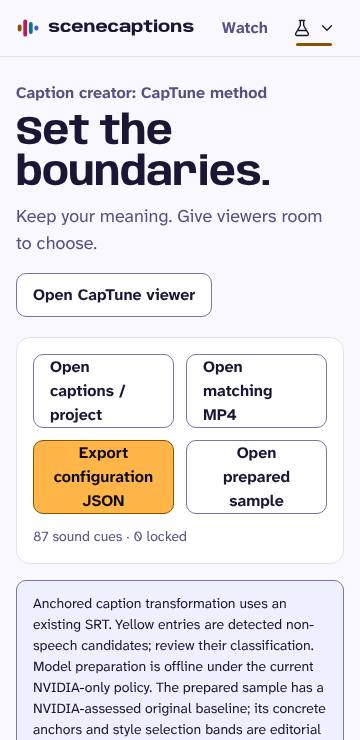 scenecaptions Watch
Caption creator: CapTune method
Set the
boundaries.
Keep your meaning. Give viewers room
to choose.
Open CapTune viewer
Open
captions /
project
Open
matching
MP4
Export
configuration
JSON
Open
prepared
sample
87 sound cues · 0 locked
Anchored caption transformation uses an
existing SRT. Yellow entries are detected non-
speech candidates; review their classification.
Model preparation is offline under the current
NVIDIA-only policy. The prepared sample has a
NVIDIA-assessed original baseline; its concrete
anchors and style selection bands are editorial